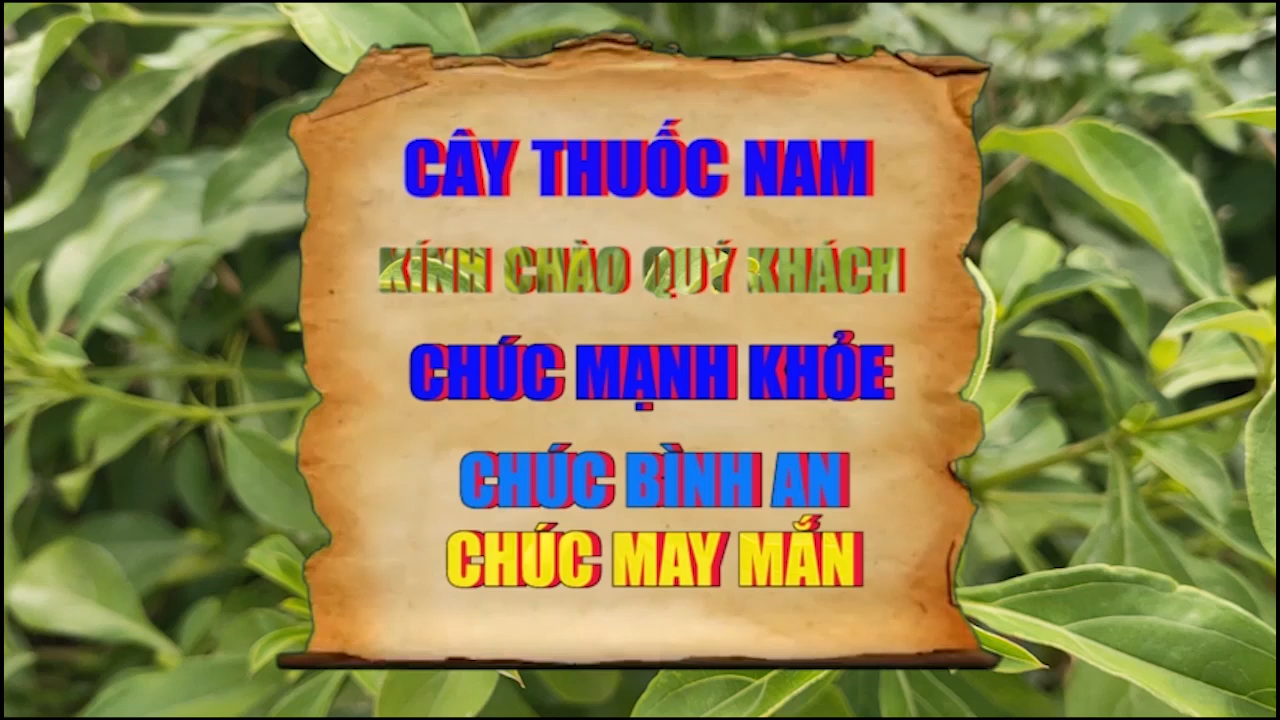 CÂY THUỐC NAM
KÍNH CHÀO QUÝ KHÁCH
CHÚC MẠNH KHỎE
CHÚC BÌNH AN
CHÚC MAY MẮN